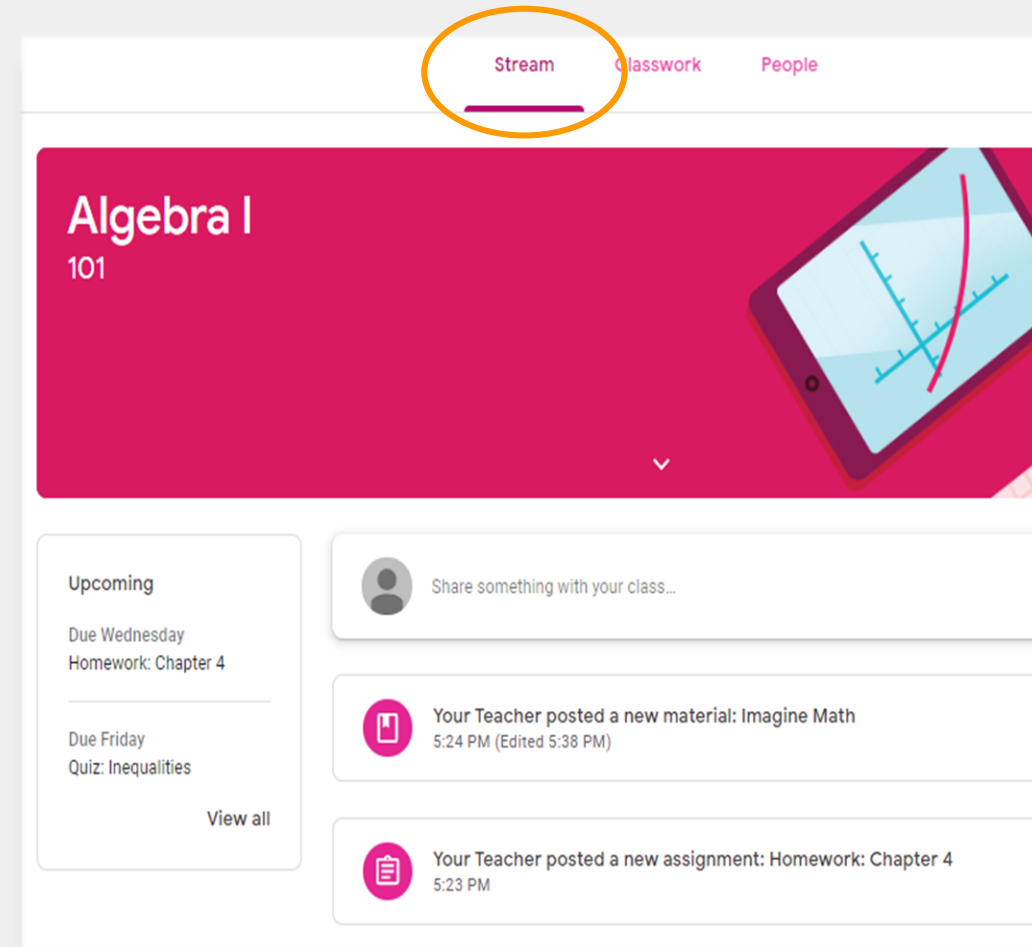 Stream
Classwork
People
Algebra I
101
Upcoming
Due Wednesday
Homework: Chapter 4
Due Friday
Quiz: Inequalities
View all
Share something with your class...
Your Teacher posted a new material: Imagine Math
5:24 PM (Edited 5:38 PM)
Your Teacher posted a new assignment: Homework: Chapter 4
5:23 PM